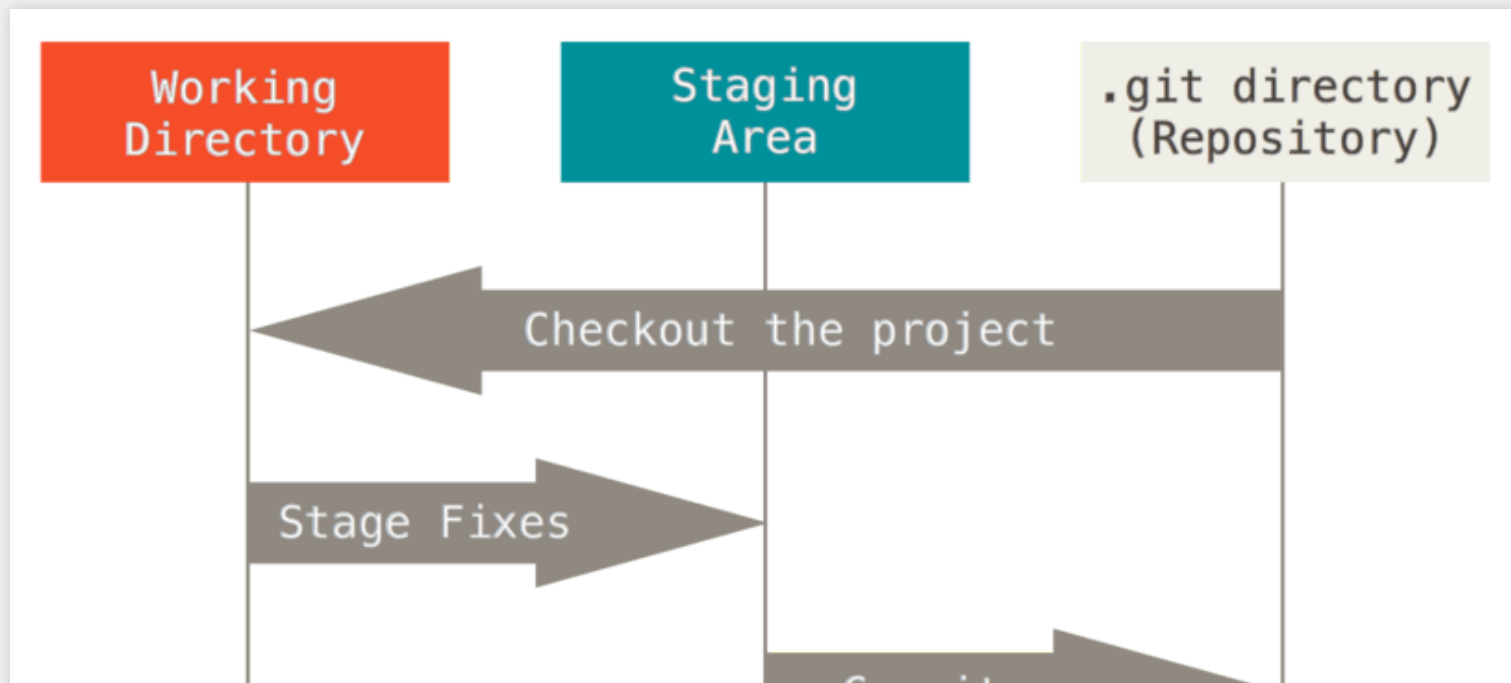 Working
Directory
Staging
Area
.git directory
(Repository)
Checkout the project
Stage Fixes